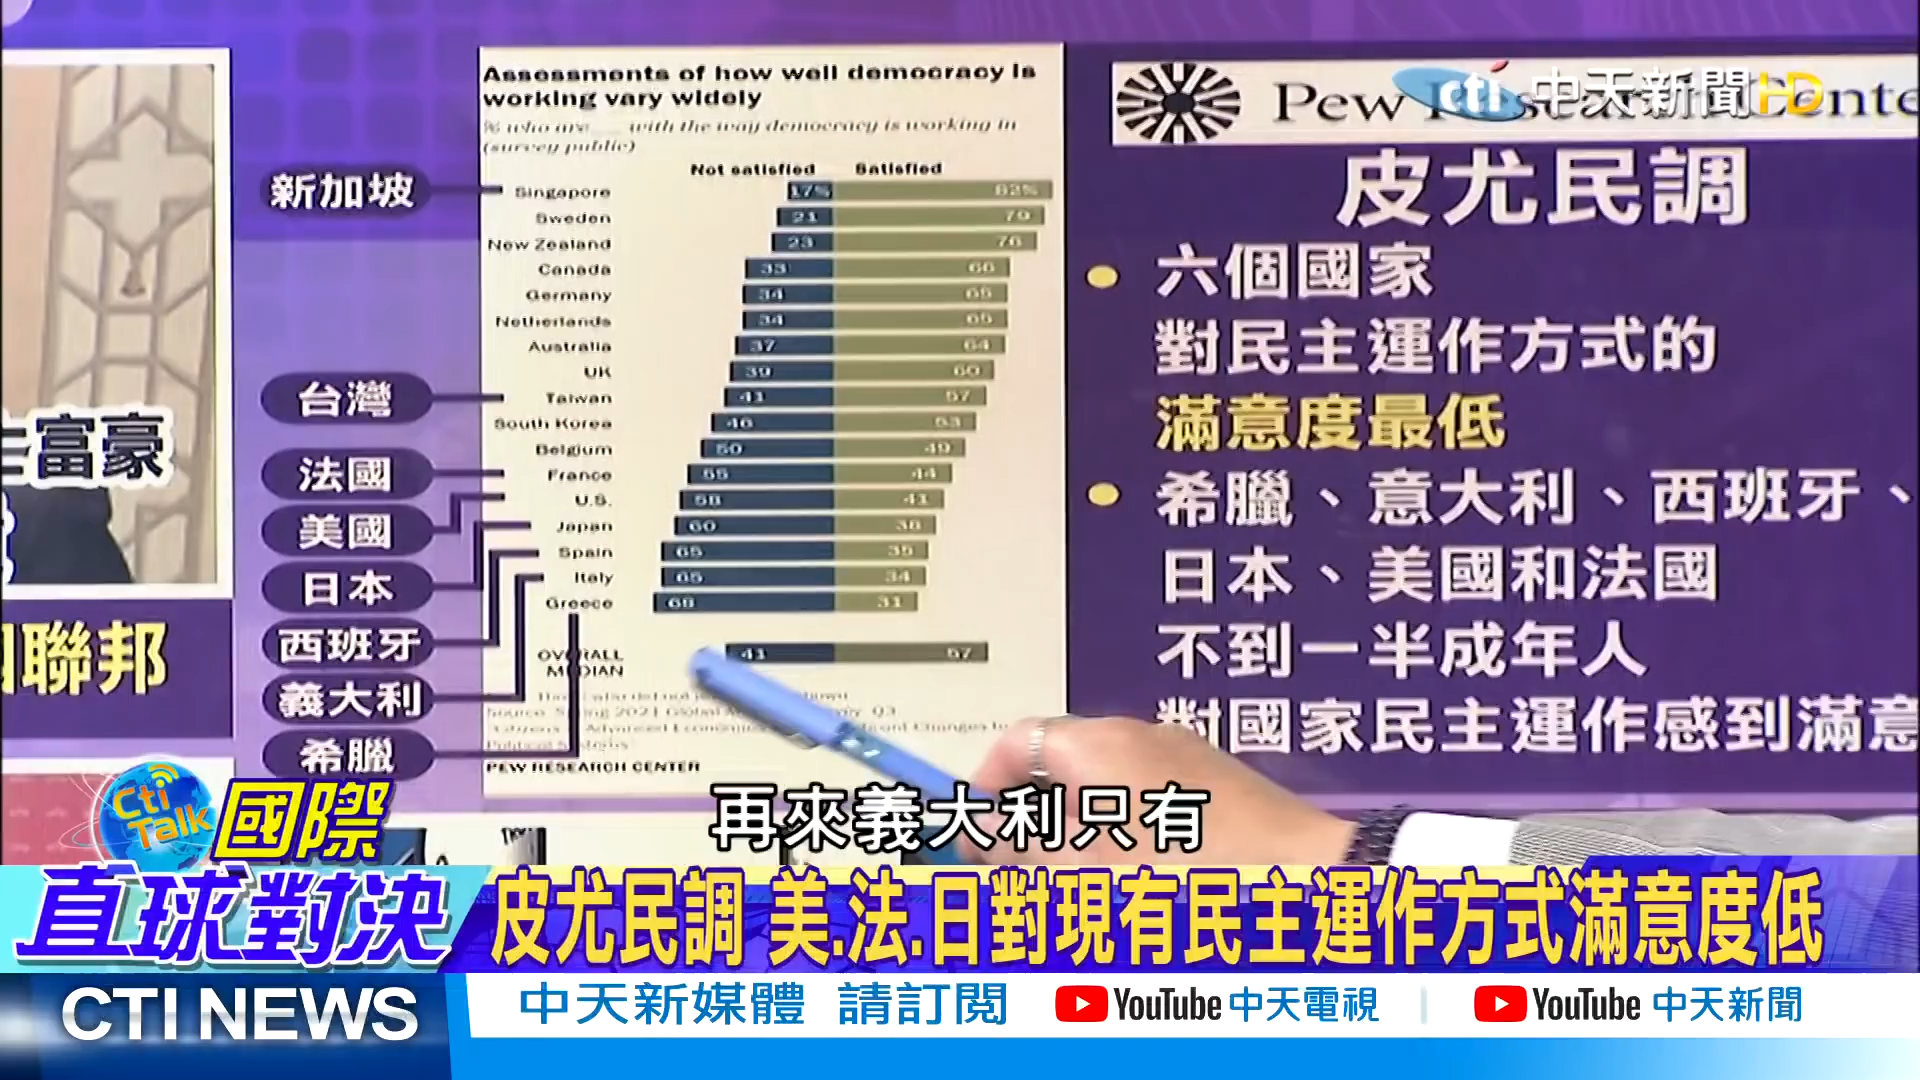 Assessments of how well democracy is
working vary widely
% who are ___ with the way democracy is working in
(survey public)
Not satisfied Satisfied
Singapore 17% 82%
Sweden 21 79
New Zealand 23 76
Canada 33 66
Germany 34 65
Netherlands 34 65
Australia 37 64
UK 39 60
Taiwan 41 57
South Korea 46 53
Belgium 50 49
France 55 44
U.S. 58 41
Japan 60 38
Spain 65 35
Italy 65 34
Greece 68 31
OVERALL
MEDIAN 41 57
PEW RESEARCH CENTER
新加坡
台灣
法國
美國
日本
西班牙
義大利
希臘
富豪
聯邦
Pew
cti 中天新聞 HD
皮尤民調
六個國家
對民主運作方式的
滿意度最低
希臘、意大利、西班牙、
日本、美國和法國
不到一半成年人
對國家民主運作感到滿意
再來義大利只有
Cti Talk 國際
直球對決
皮尤民調 美.法.日對現有民主運作方式滿意度低
CTI NEWS
中天新媒體 請訂閱 YouTube 中天電視 | YouTube 中天新聞